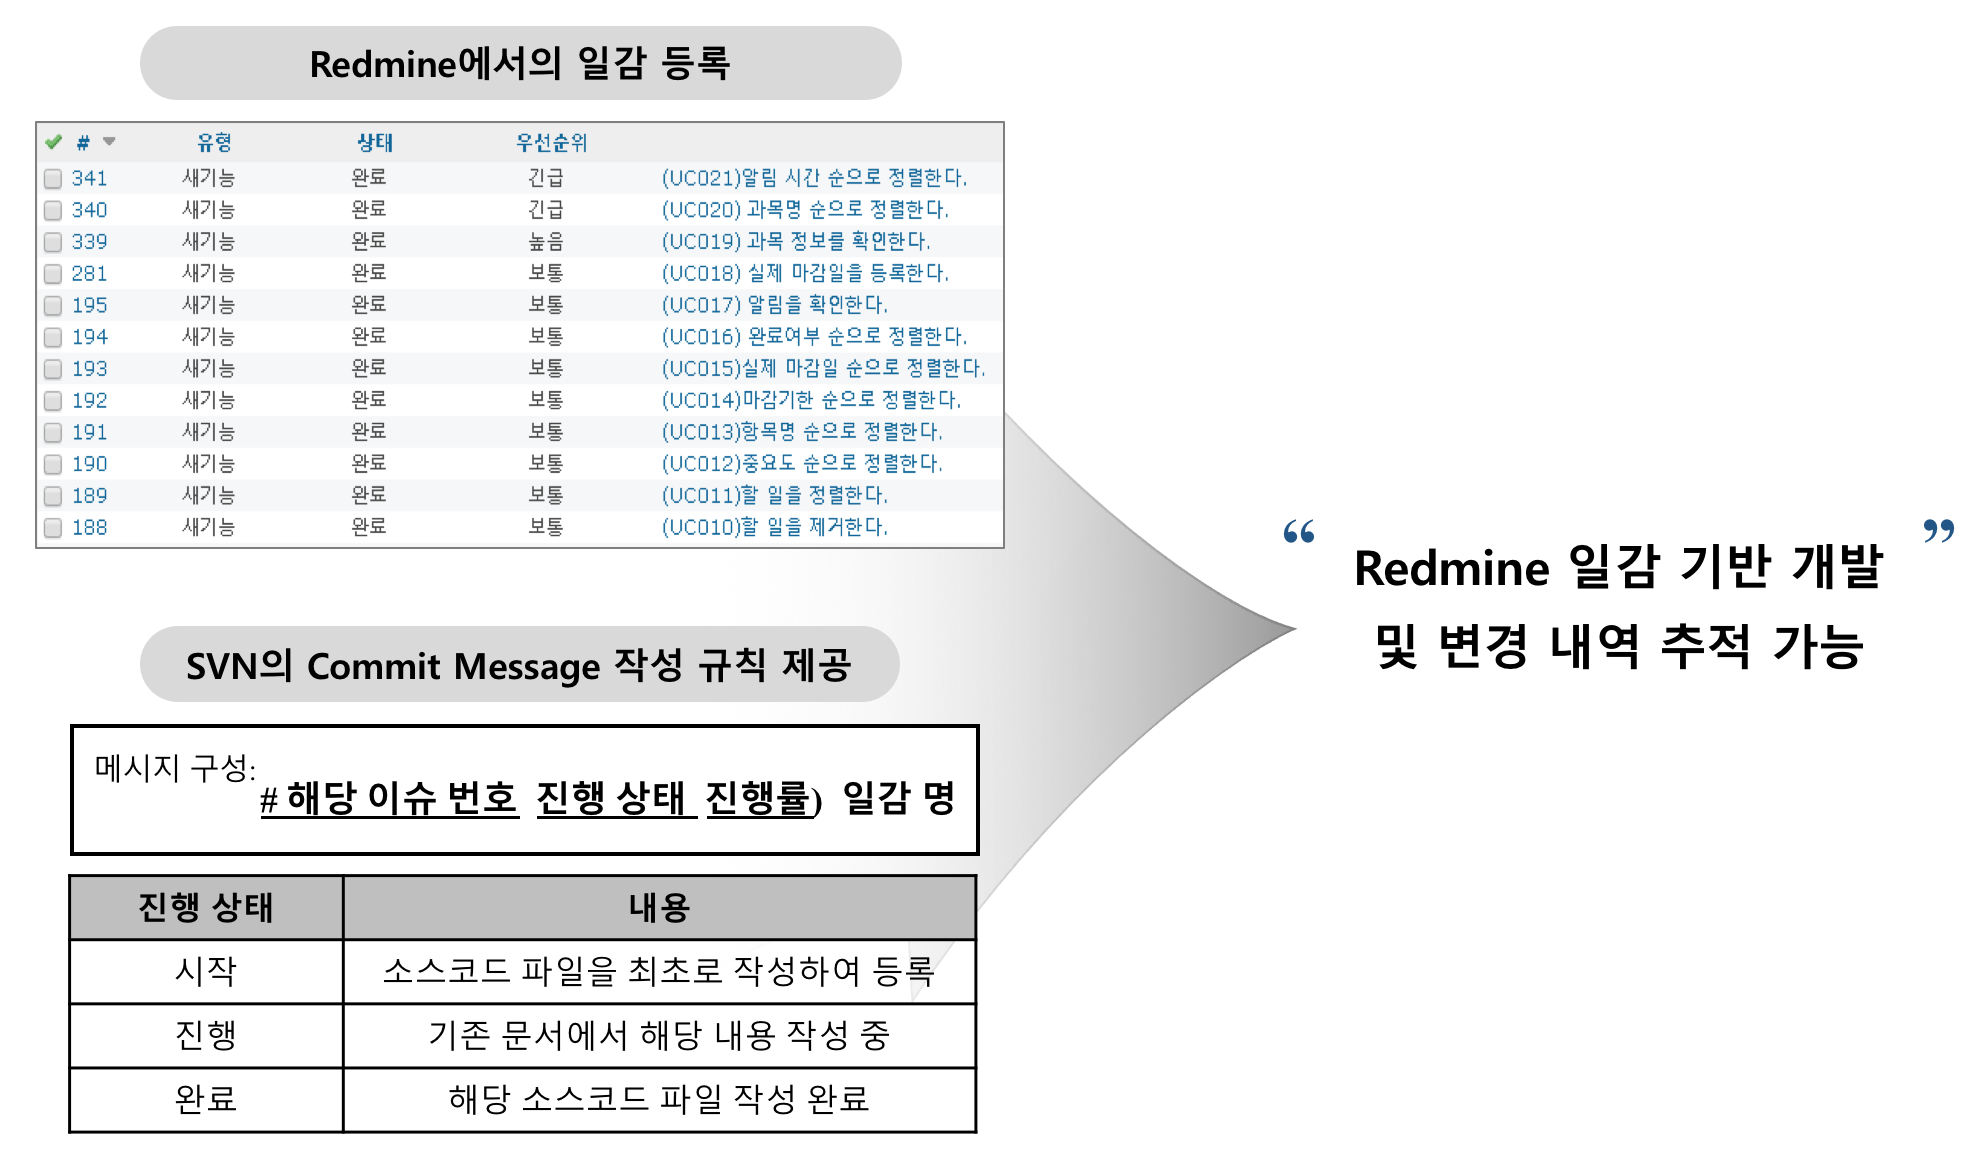 Redmine에서의 일감 등록
# 유형 상태 우선순위
341 새기능 완료 긴급 (UC021)알림 시간 순으로 정렬한다.
340 새기능 완료 긴급 (UC020) 과목명 순으로 정렬한다.
339 새기능 완료 높음 (UC019) 과목 정보를 확인한다.
281 새기능 완료 보통 (UC018) 실제 마감일을 등록한다.
195 새기능 완료 보통 (UC017) 알림을 확인한다.
194 새기능 완료 보통 (UC016) 완료여부 순으로 정렬한다.
193 새기능 완료 보통 (UC015)실제 마감일 순으로 정렬한다.
192 새기능 완료 보통 (UC014)마감기한 순으로 정렬한다.
191 새기능 완료 보통 (UC013)항목명 순으로 정렬한다.
190 새기능 완료 보통 (UC012)중요도 순으로 정렬한다.
189 새기능 완료 보통 (UC011)할 일을 정렬한다.
188 새기능 완료 보통 (UC010)할 일을 제거한다.
SVN의 Commit Message 작성 규칙 제공
메시지 구성:
# 해당 이슈 번호 진행 상태 진행률) 일감 명
진행 상태 내용
시작 소스코드 파일을 최초로 작성하여 등록
진행 기존 문서에서 해당 내용 작성 중
완료 해당 소스코드 파일 작성 완료
“ Redmine 일감 기반 개발 ”
및 변경 내역 추적 가능